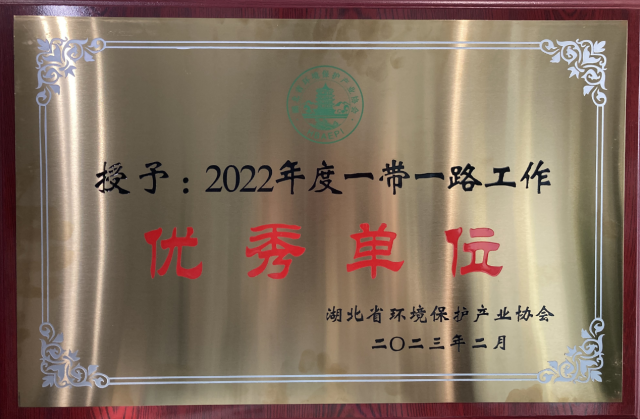 授予：2022年度一带一路工作
优秀单位
湖北省环境保护产业协会
二〇二三年二月